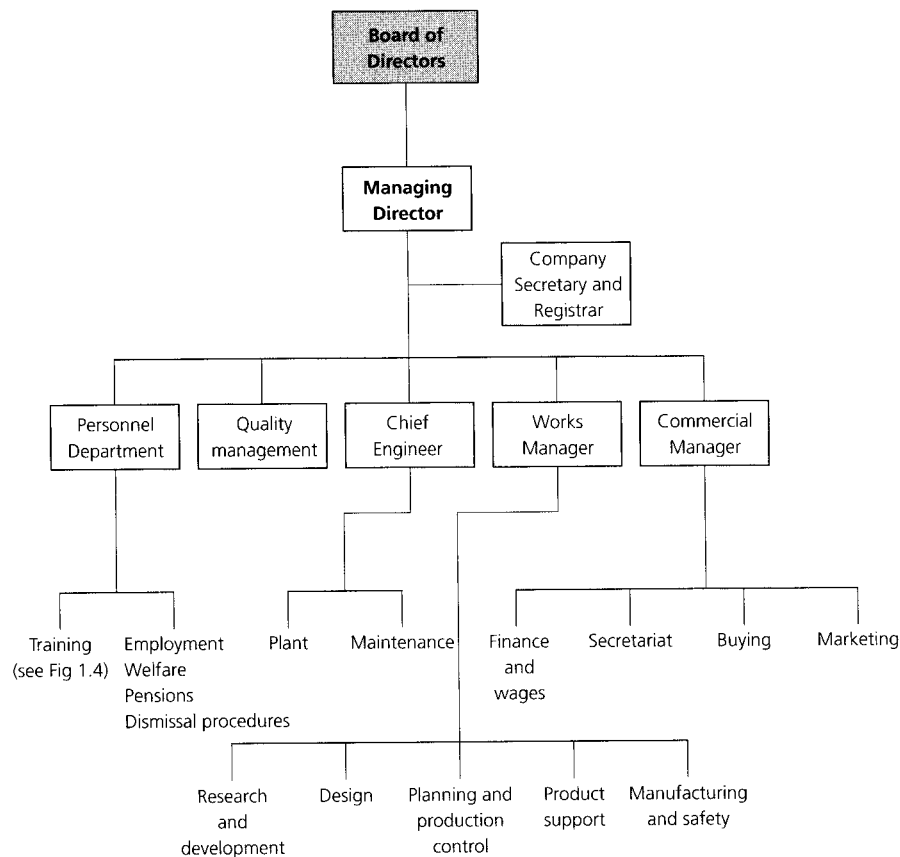 Board of
Directors
Managing
Director
Company
Secretary and
Registrar
Personnel
Department
Quality
management
Chief
Engineer
Works
Manager
Commercial
Manager
Training
(see Fig 1.4)
Employment
Welfare
Pensions
Dismissal procedures
Plant
Maintenance
Finance
and
wages
Secretariat
Buying
Marketing
Research
and
development
Design
Planning and
production
control
Product
support
Manufacturing
and safety